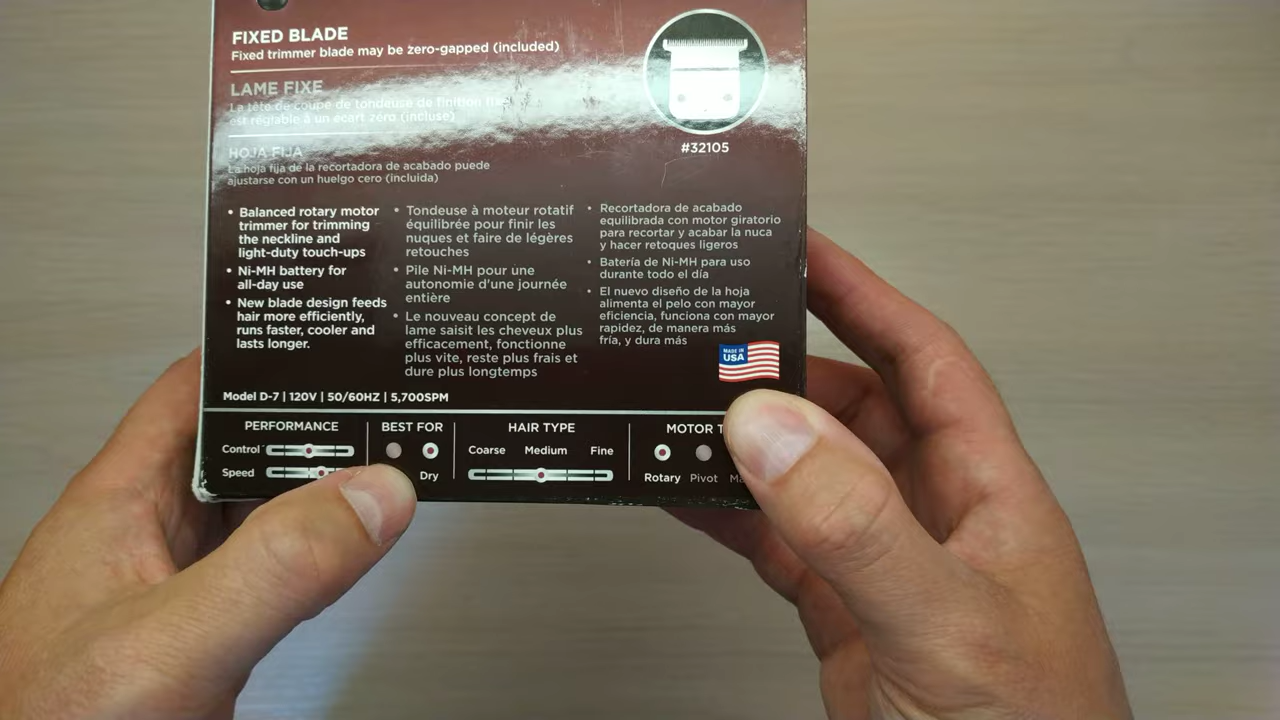 FIXED BLADE
Fixed trimmer blade may be zero-gapped (included)
LAME FIXE
La tête de coupe de tondeuse de finition fixe
est réglable à un écart zéro (incluse)
HOJA FIJA
La hoja fija de la recortadora de acabado puede
ajustarse con un huelgo cero (incluida)
#32105
• Balanced rotary motor
trimmer for trimming
the neckline and
light-duty touch-ups
• Ni-MH battery for
all-day use
• New blade design feeds
hair more efficiently,
runs faster, cooler and
lasts longer.
• Tondeuse à moteur rotatif
équilibrée pour finir les
nuques et faire de légères
retouches
• Pile Ni-MH pour une
autonomie d'une journée
entière
• Le nouveau concept de
lame saisit les cheveux plus
efficacement, fonctionne
plus vite, reste plus frais et
dure plus longtemps
• Recortadora de acabado
equilibrada con motor giratorio
para recortar y acabar la nuca
y hacer retoques ligeros
• Batería de Ni-MH para uso
durante todo el día
• El nuevo diseño de la hoja
alimenta el pelo con mayor
eficiencia, funciona con mayor
rapidez, de manera más
fría, y dura más
MADE IN
USA
Model D-7 | 120V | 50/60HZ | 5,700SPM
PERFORMANCE
Control
Speed
BEST FOR
Dry
HAIR TYPE
Coarse Medium Fine
MOTOR
Rotary Pivot